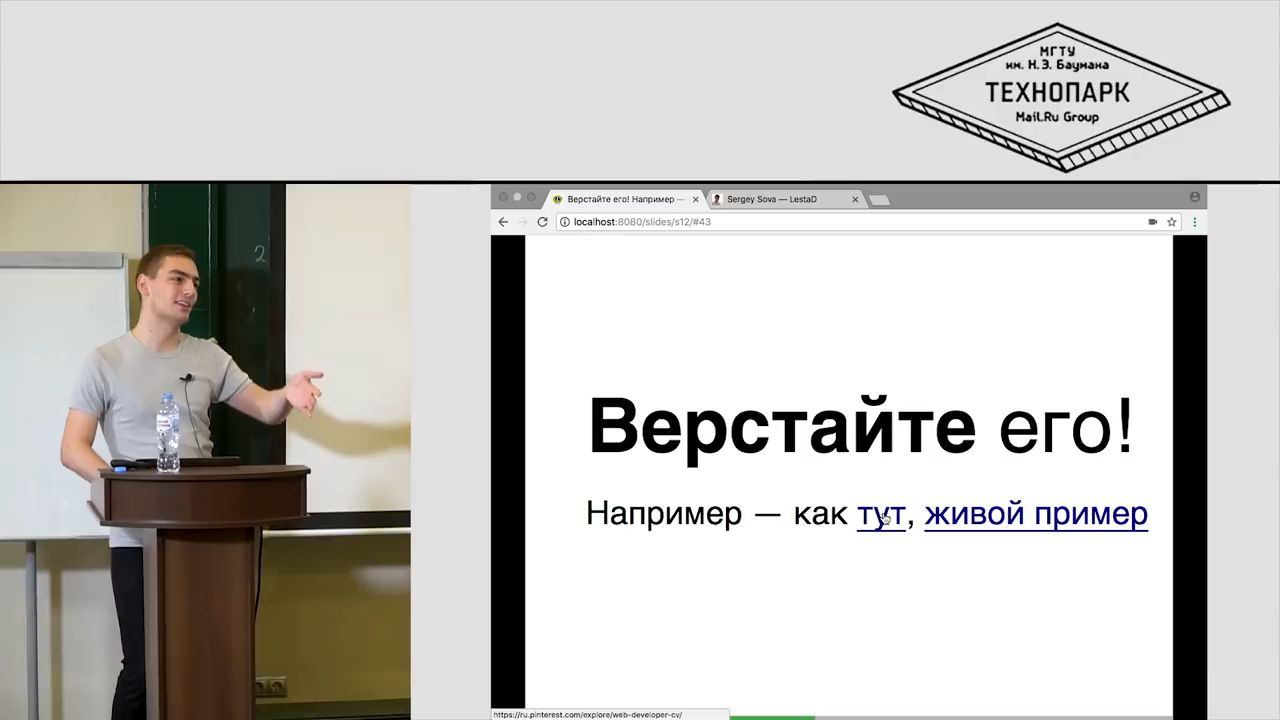 МГТУ
им. Н.Э. Баумана
ТЕХНОПАРК
Mail.Ru Group
2
Верстайте его! Например —
Sergey Sova — LestaD
localhost:8080/slides/s12/#43
Верстайте его!
Например — как тут, живой пример
https://ru.pinterest.com/explore/web-developer-cv/